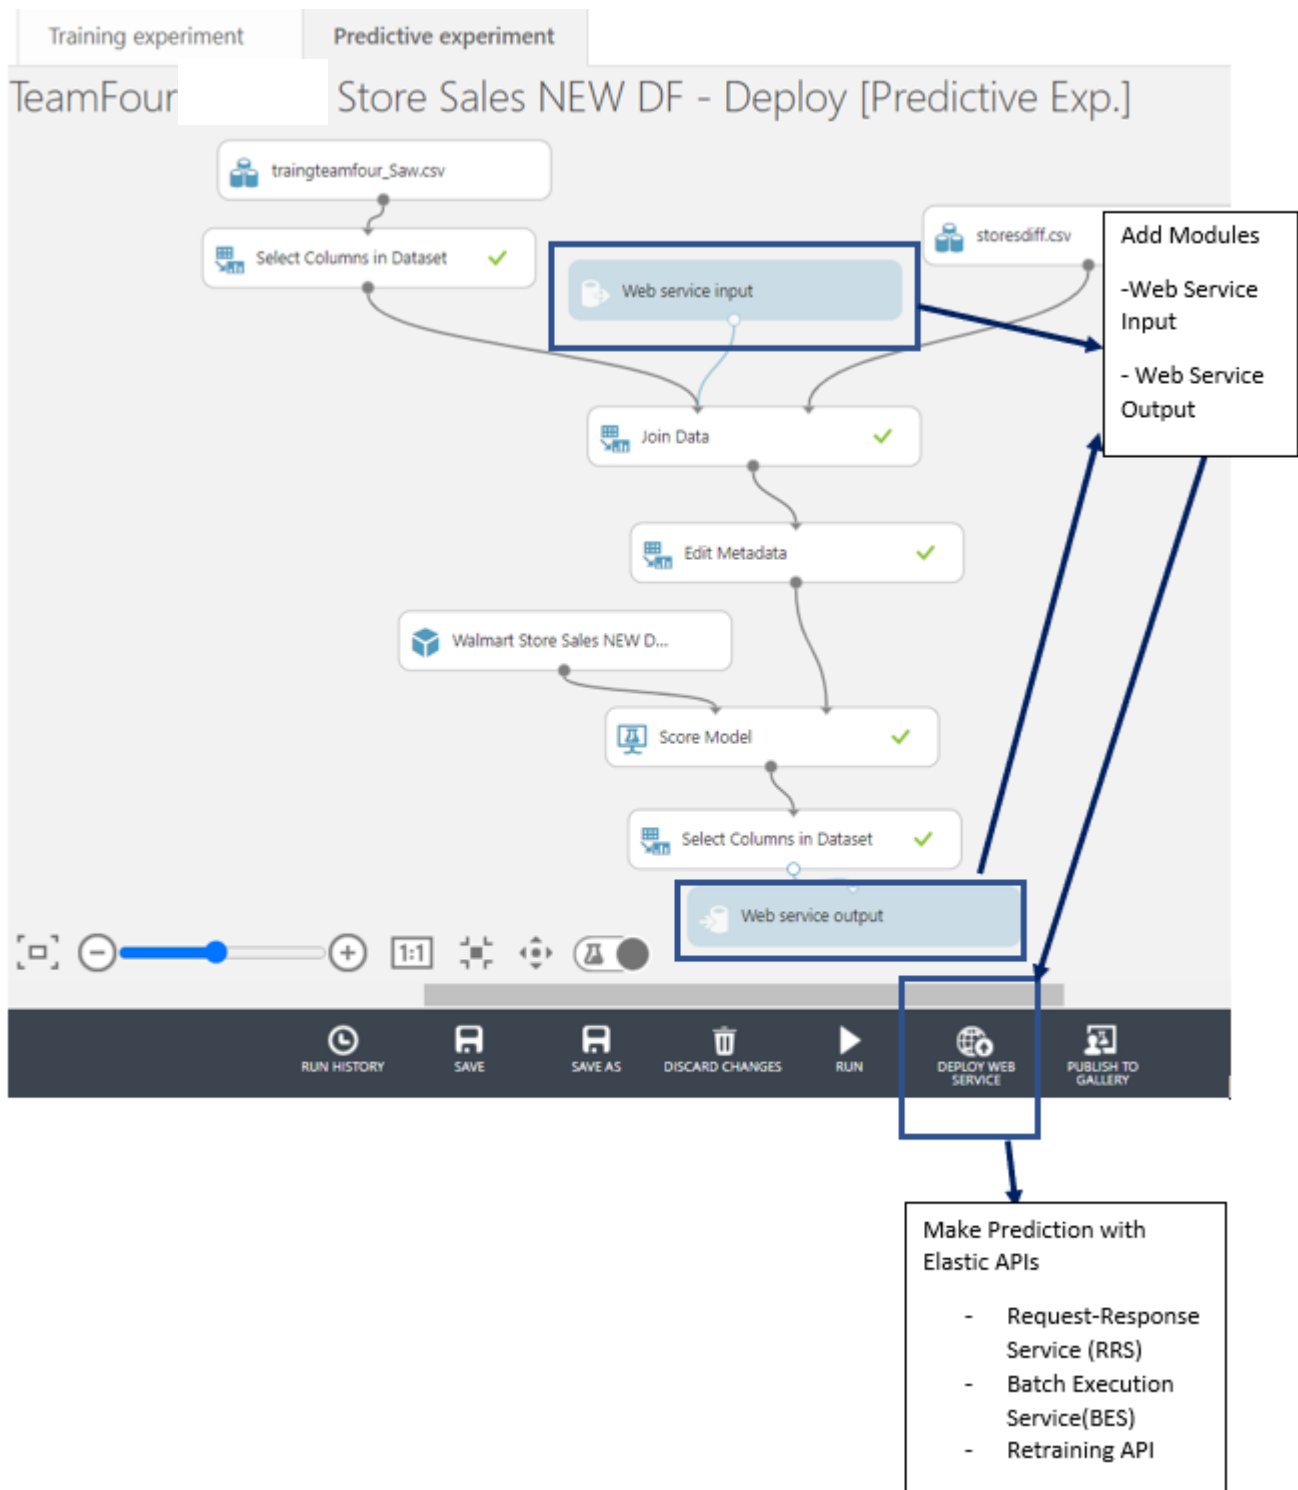 Training experiment
Predictive experiment
TeamFour Store Sales NEW DF - Deploy [Predictive Exp.]
traingteamfour_Saw.csv
Select Columns in Dataset
Web service input
storesdiff.csv
Add Modules
-Web Service
Input
- Web Service
Output
Join Data
Edit Metadata
Walmart Store Sales NEW D...
Score Model
Select Columns in Dataset
Web service output
1:1
RUN HISTORY
SAVE
SAVE AS
DISCARD CHANGES
RUN
DEPLOY WEB
SERVICE
PUBLISH TO
GALLERY
Make Prediction with
Elastic APIs
- Request-Response
Service (RRS)
- Batch Execution
Service(BES)
- Retraining API